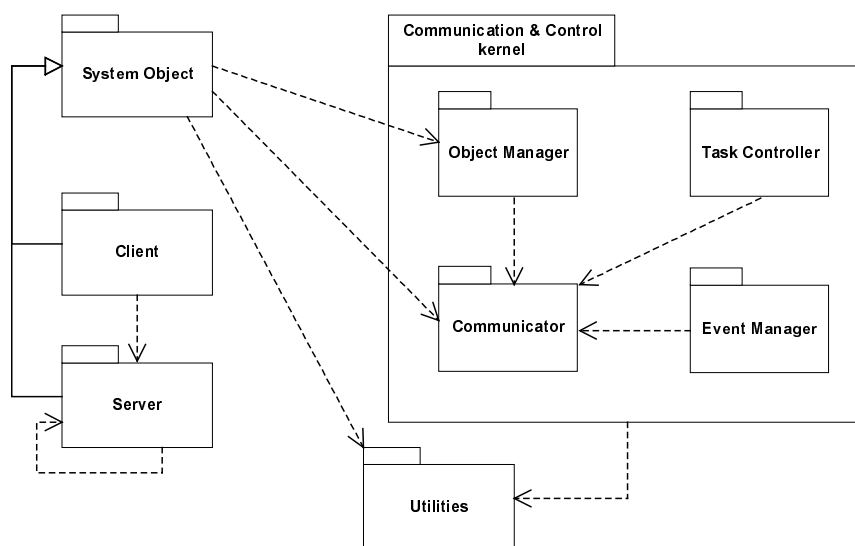 Communication & Control
kernel
System Object
Object Manager
Task Controller
Client
Communicator
Event Manager
Server
Utilities